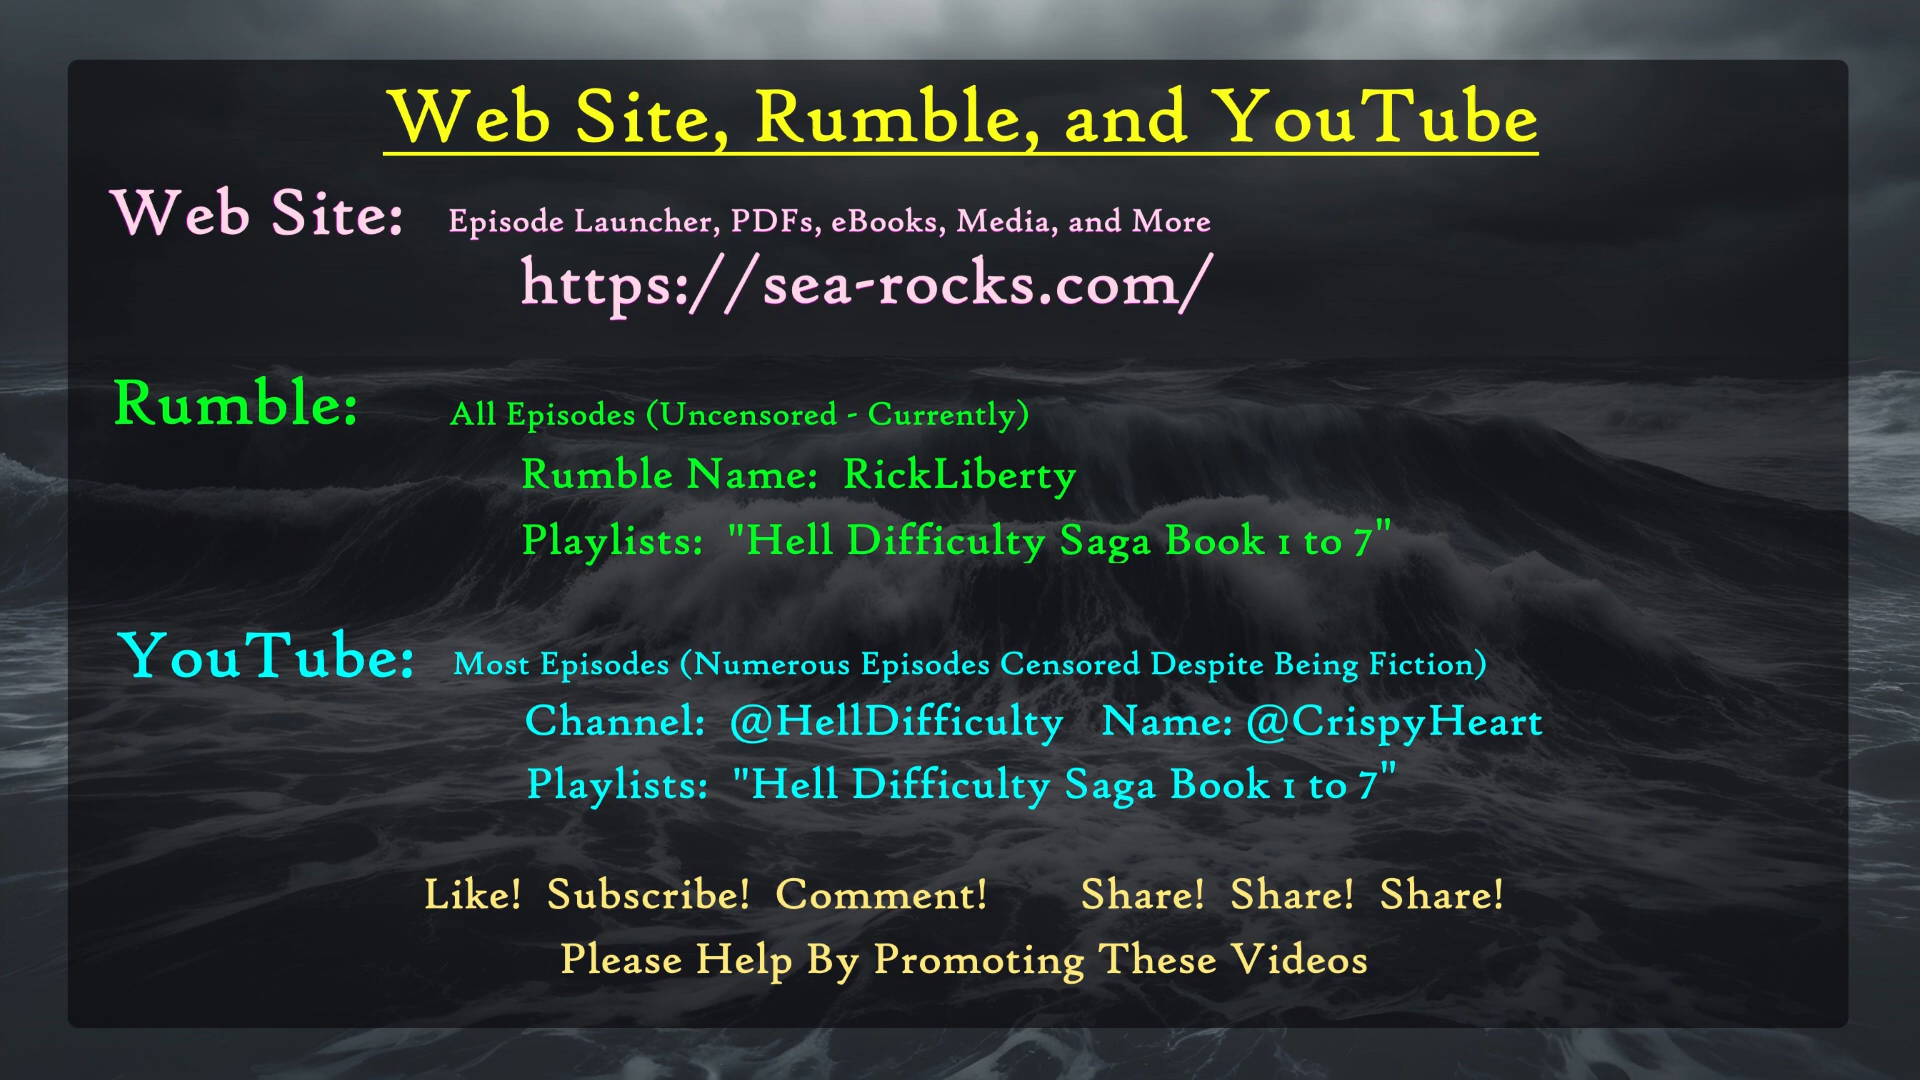 Web Site, Rumble, and YouTube
Web Site: Episode Launcher, PDFs, eBooks, Media, and More
https://sea-rocks.com/
Rumble: All Episodes (Uncensored - Currently)
Rumble Name: RickLiberty
Playlists: "Hell Difficulty Saga Book 1 to 7"
YouTube: Most Episodes (Numerous Episodes Censored Despite Being Fiction)
Channel: @HellDifficulty Name: @CrispyHeart
Playlists: "Hell Difficulty Saga Book 1 to 7"
Like! Subscribe! Comment! Share! Share! Share!
Please Help By Promoting These Videos